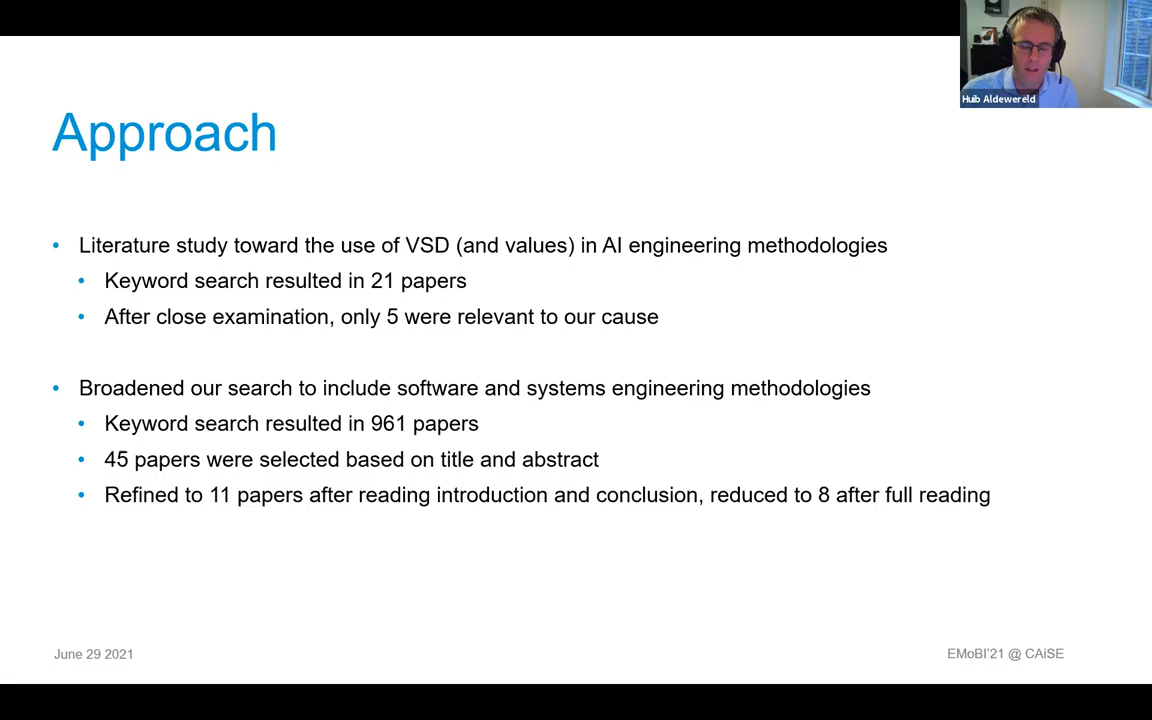 Huib Aldewereld
Approach
• Literature study toward the use of VSD (and values) in AI engineering methodologies
• Keyword search resulted in 21 papers
• After close examination, only 5 were relevant to our cause
• Broadened our search to include software and systems engineering methodologies
• Keyword search resulted in 961 papers
• 45 papers were selected based on title and abstract
• Refined to 11 papers after reading introduction and conclusion, reduced to 8 after full reading
June 29 2021
EMoBI'21 @ CAiSE